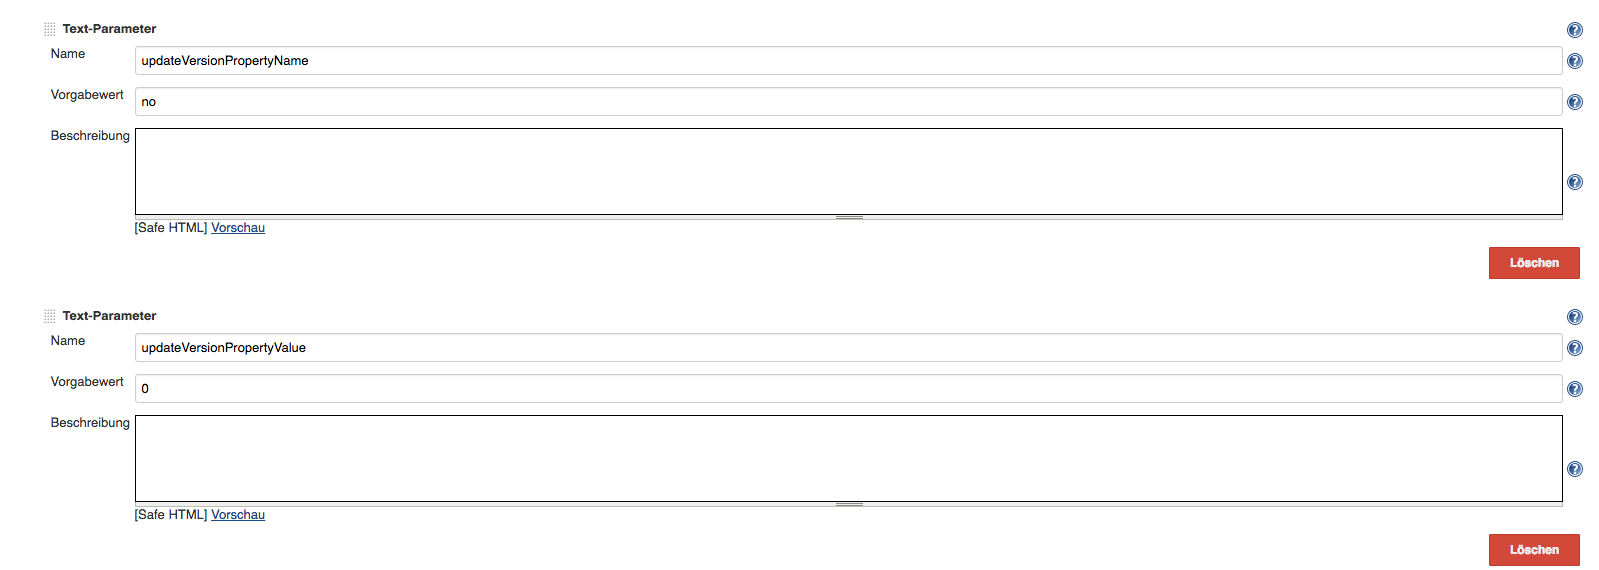 Text-Parameter
Name
updateVersionPropertyName
Vorgabewert
no
Beschreibung
[Safe HTML] Vorschau
Löschen
Text-Parameter
Name
updateVersionPropertyValue
Vorgabewert
0
Beschreibung
[Safe HTML] Vorschau
Löschen